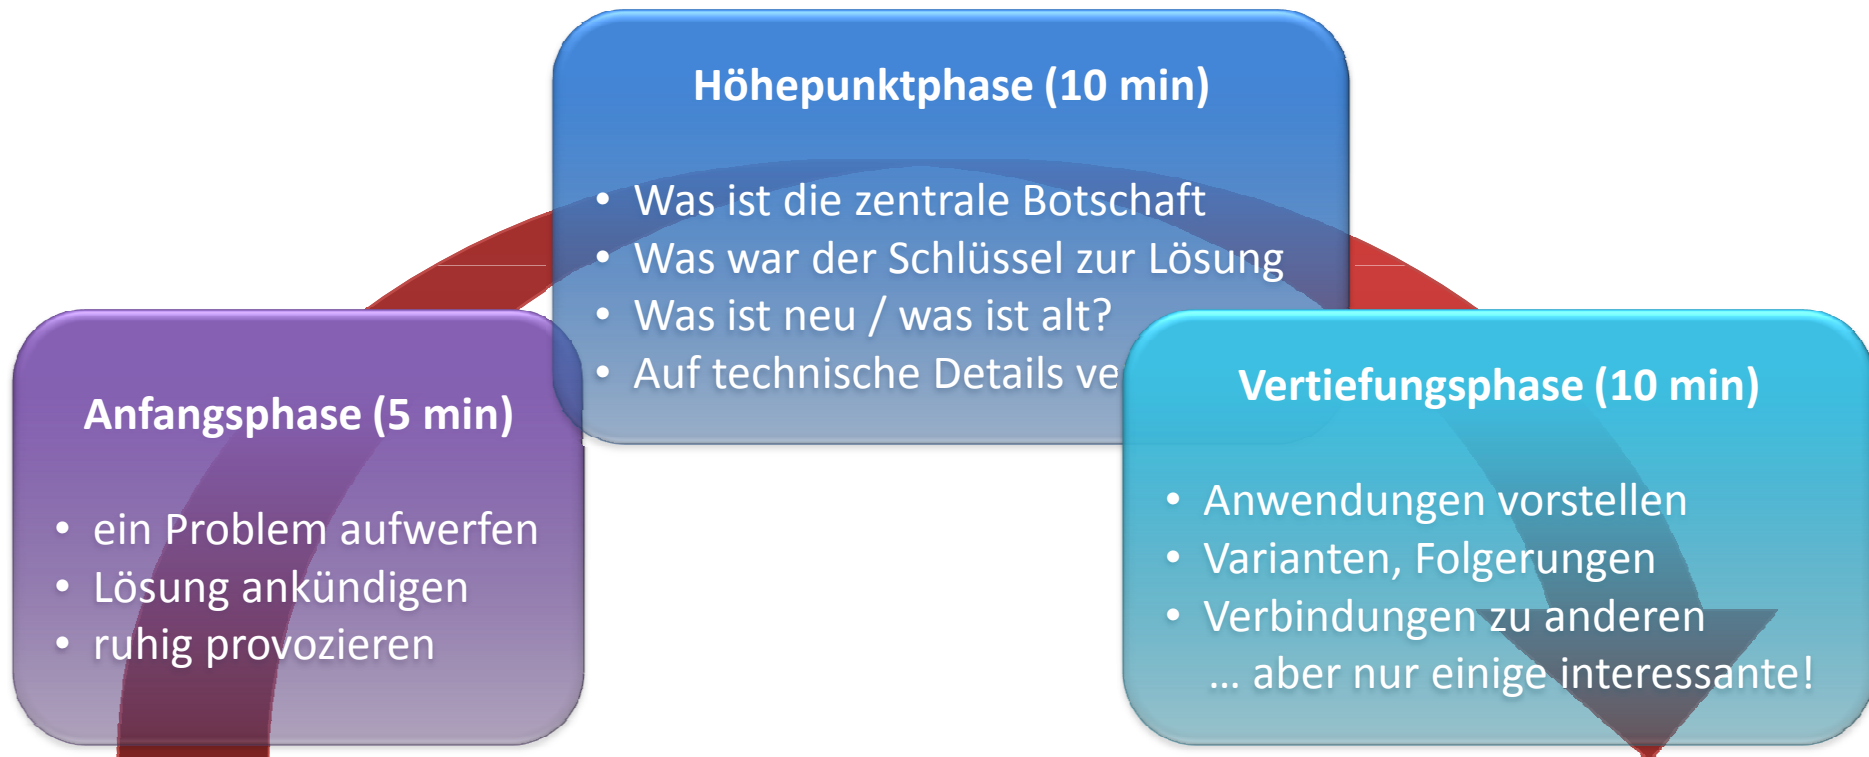 Höhepunktphase (10 min)
• Was ist die zentrale Botschaft
• Was war der Schlüssel zur Lösung
• Was ist neu / was ist alt?
• Auf technische Details
Anfangsphase (5 min)
• ein Problem aufwerfen
• Lösung ankündigen
• ruhig provozieren
Vertiefungsphase (10 min)
• Anwendungen vorstellen
• Varianten, Folgerungen
• Verbindungen zu anderen
... aber nur einige interessante!